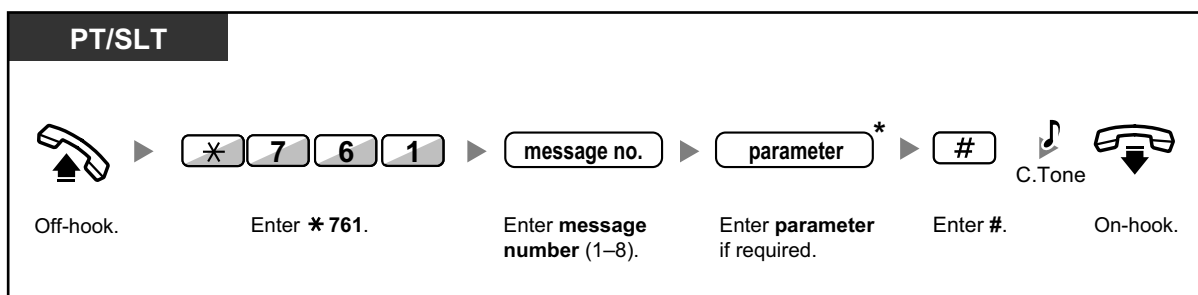 PT/SLT
* 7 6 1
message no.
parameter*
#
C.Tone
Off-hook.
Enter * 761.
Enter message
number (1–8).
Enter parameter
if required.
Enter #.
On-hook.